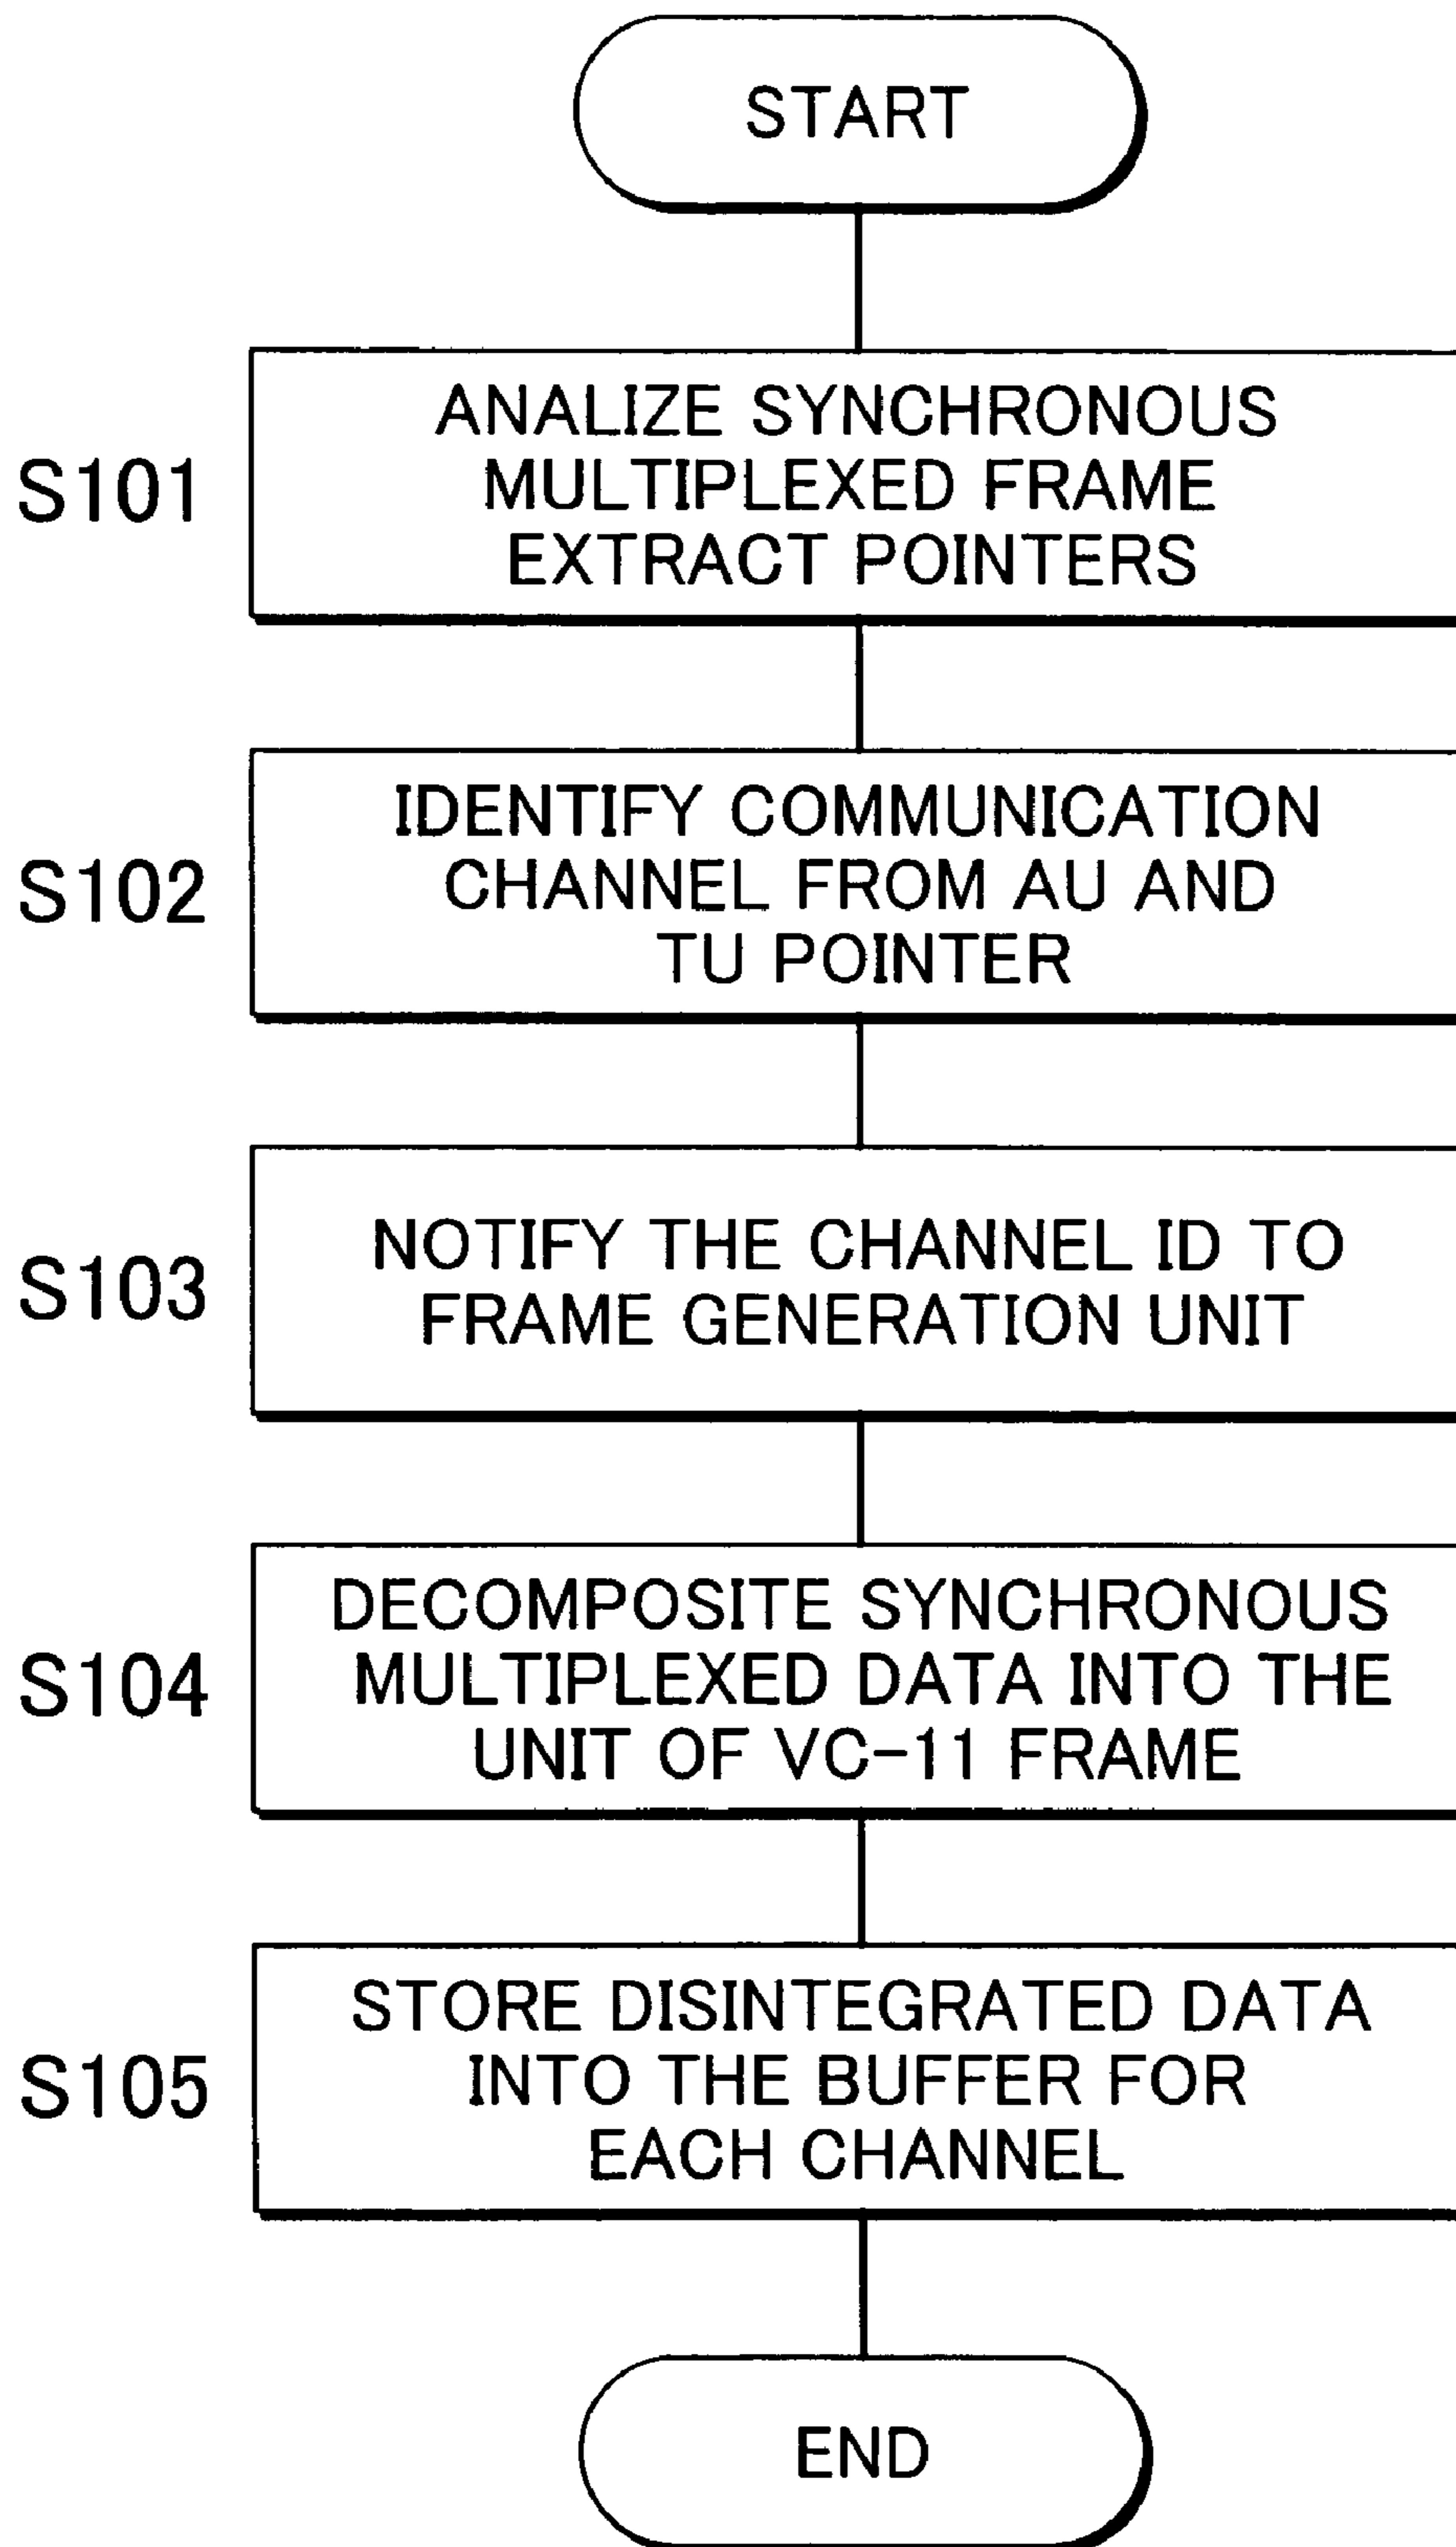 START
S101
ANALIZE SYNCHRONOUS
MULTIPLEXED FRAME
EXTRACT POINTERS
S102
IDENTIFY COMMUNICATION
CHANNEL FROM AU AND
TU POINTER
S103
NOTIFY THE CHANNEL ID TO
FRAME GENERATION UNIT
S104
DECOMPOSITE SYNCHRONOUS
MULTIPLEXED DATA INTO THE
UNIT OF VC-11 FRAME
S105
STORE DISINTEGRATED DATA
INTO THE BUFFER FOR
EACH CHANNEL
END